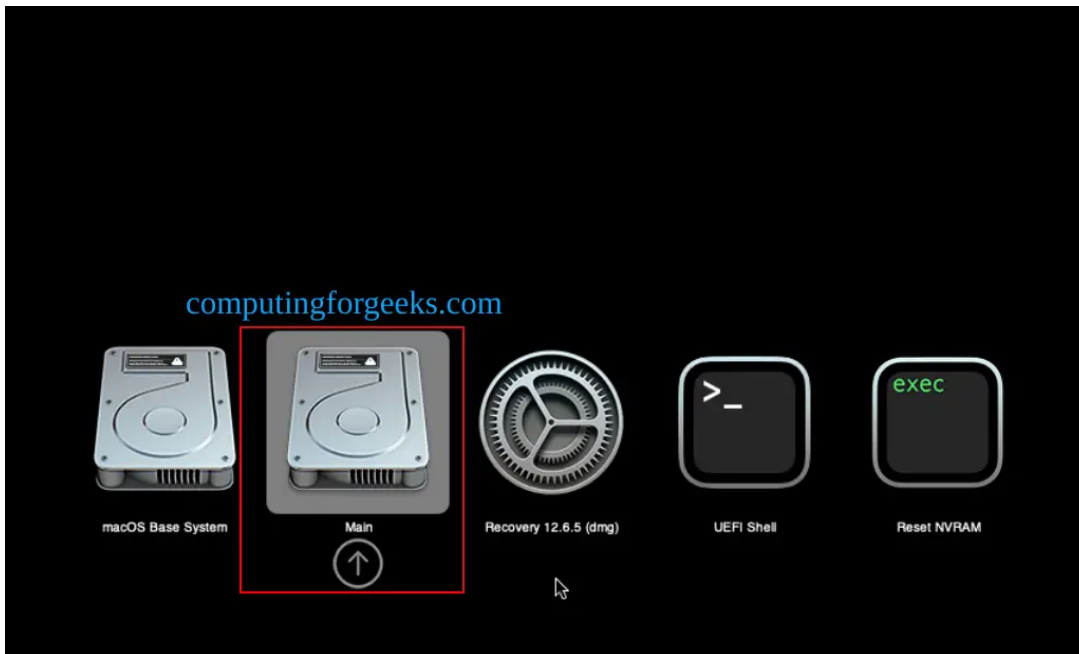 computingforgeeks.com
>_
exec
macOS Base System
Main
Recovery 12.6.5 (dmg)
UEFI Shell
Reset NVRAM